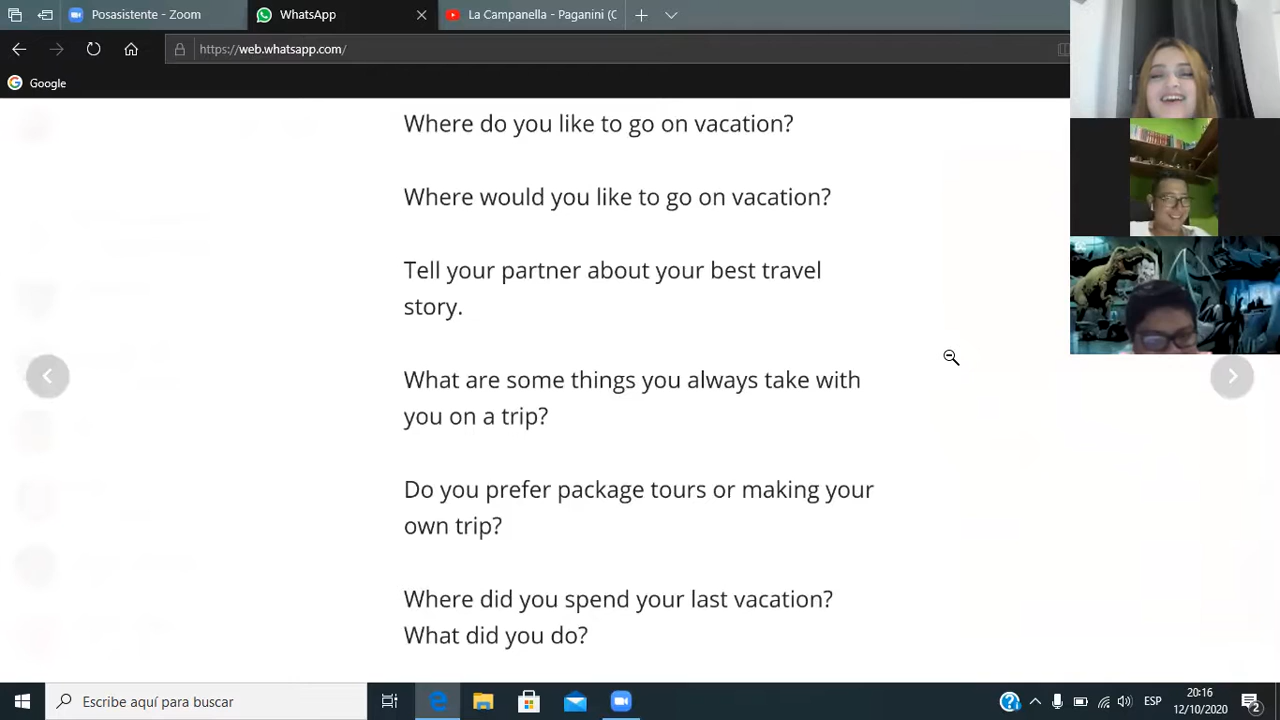 Posasistente - Zoom
WhatsApp
La Campanella - Paganini (C
https://web.whatsapp.com/
Google
Where do you like to go on vacation?
Where would you like to go on vacation?
Tell your partner about your best travel
story.
What are some things you always take with
you on a trip?
Do you prefer package tours or making your
own trip?
Where did you spend your last vacation?
What did you do?
Escribe aquí para buscar
ESP
20:16
12/10/2020
2